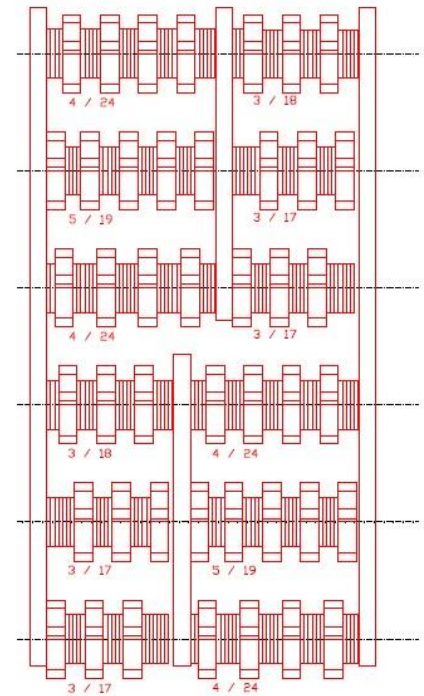 4 / 24 3 / 18
5 / 19 3 / 17
4 / 24 3 / 17
3 / 18 4 / 24
3 / 17 5 / 19
3 / 17 4 / 24